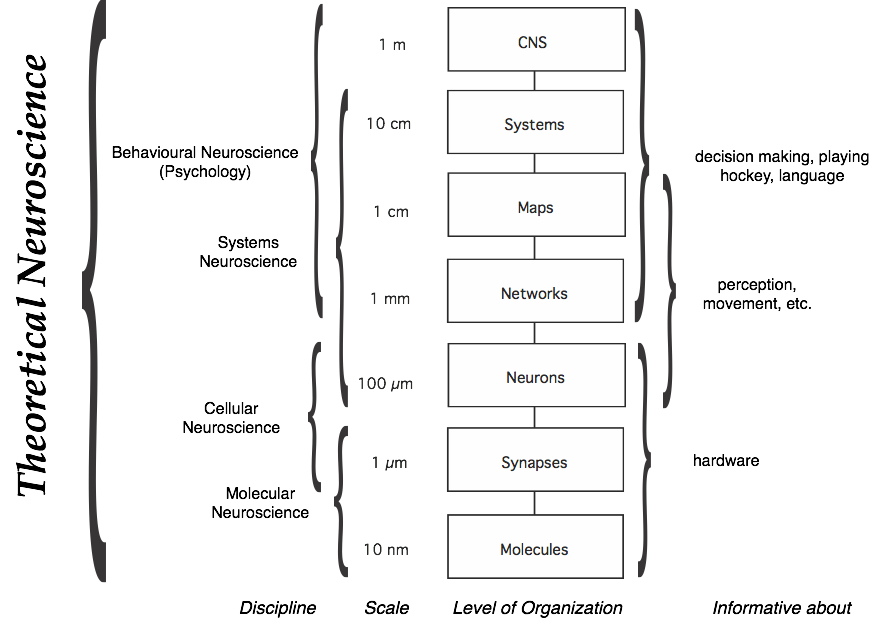 Theoretical Neuroscience
1 m
CNS
10 cm
Systems
Behavioural Neuroscience
(Psychology)
decision making, playing
hockey, language
1 cm
Maps
Systems
Neuroscience
1 mm
Networks
perception,
movement, etc.
100 µm
Neurons
Cellular
Neuroscience
1 µm
Synapses
hardware
Molecular
Neuroscience
10 nm
Molecules
Discipline
Scale
Level of Organization
Informative about